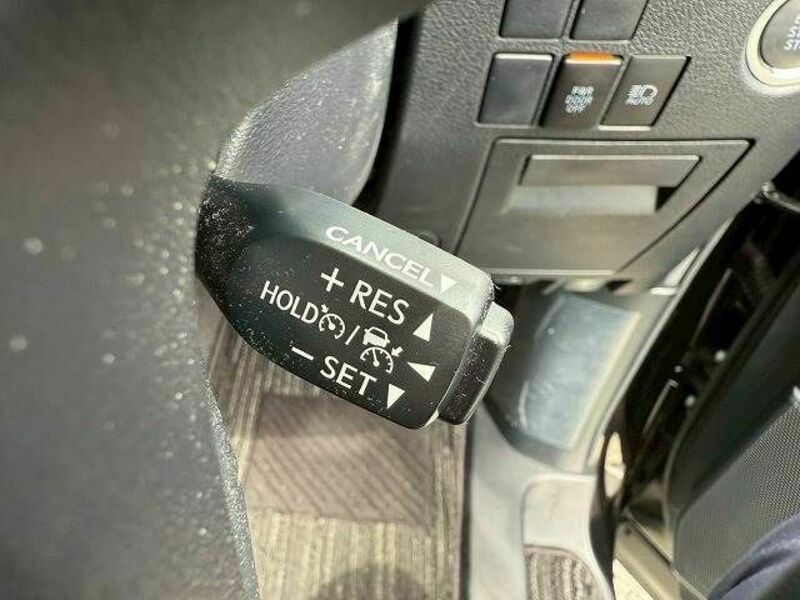 CANCEL
+ RES
HOLD /
− SET
PWR
DOOR
OFF
AUTO